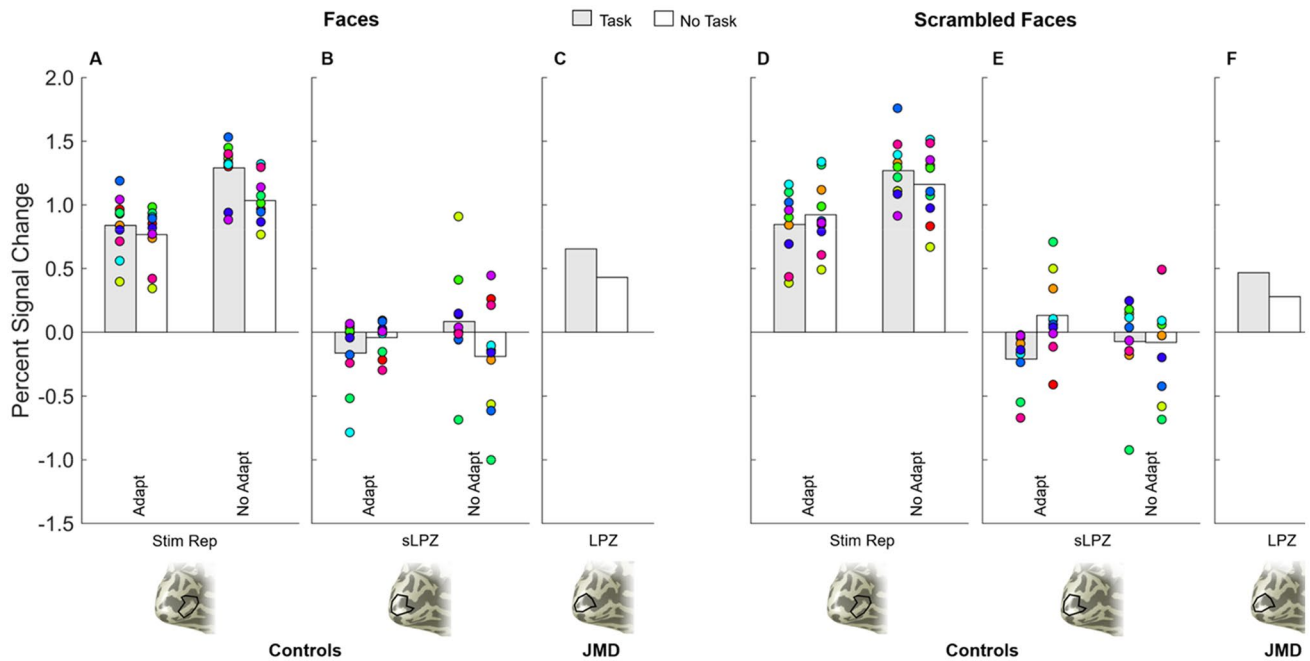 Faces
Task
No Task
Scrambled Faces
A
B
C
D
E
F
Percent Signal Change
2.0
1.5
1.0
0.5
0.0
-0.5
-1.0
-1.5
Adapt
No Adapt
Adapt
No Adapt
Adapt
No Adapt
Adapt
No Adapt
Stim Rep
sLPZ
LPZ
Stim Rep
sLPZ
LPZ
Controls
JMD
Controls
JMD